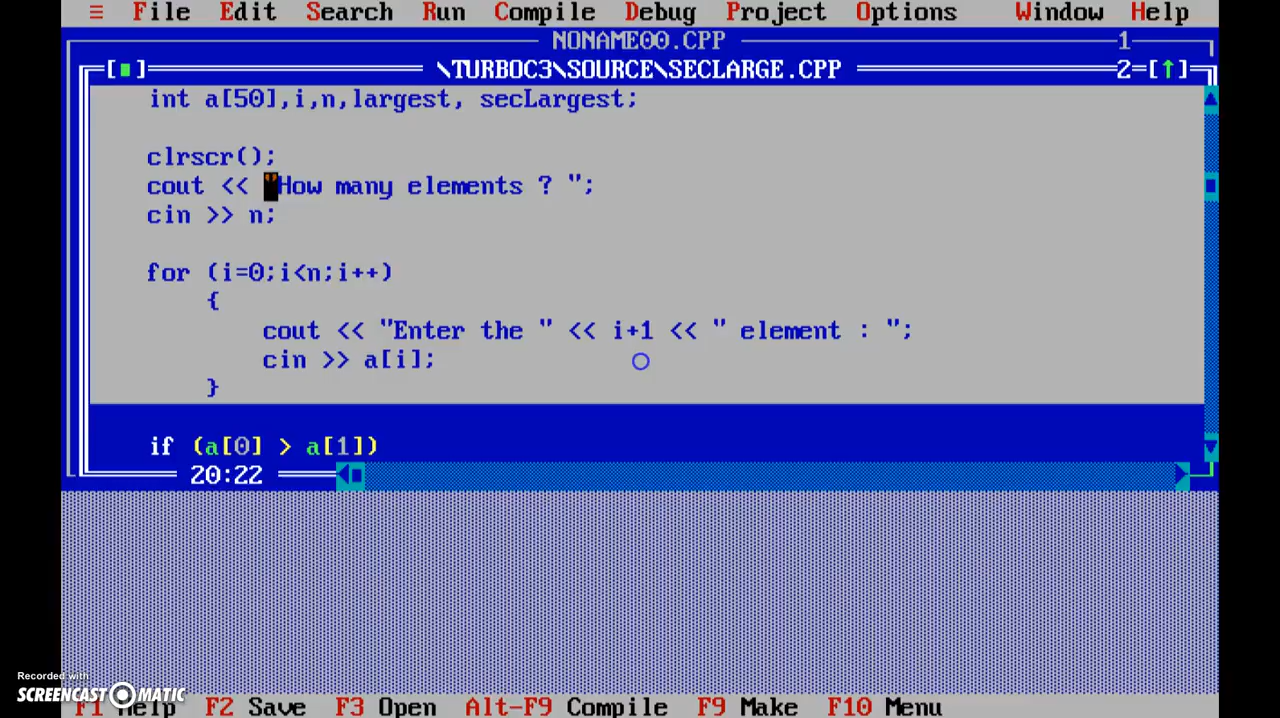 ≡ File Edit Search Run Compile Debug Project Options Window Help
NONAME00.CPP 1
[■] \TURBOC3\SOURCE\SECLARGE.CPP 2=[↑]
int a[50],i,n,largest, secLargest;
clrscr();
cout << "How many elements ? ";
cin >> n;
for (i=0;i<n;i++)
{
cout << "Enter the " << i+1 << " element : ";
cin >> a[i];
}
if (a[0] > a[1])
20:22
Recorded with
SCREENCAST MATIC
F1 Help F2 Save F3 Open Alt-F9 Compile F9 Make F10 Menu